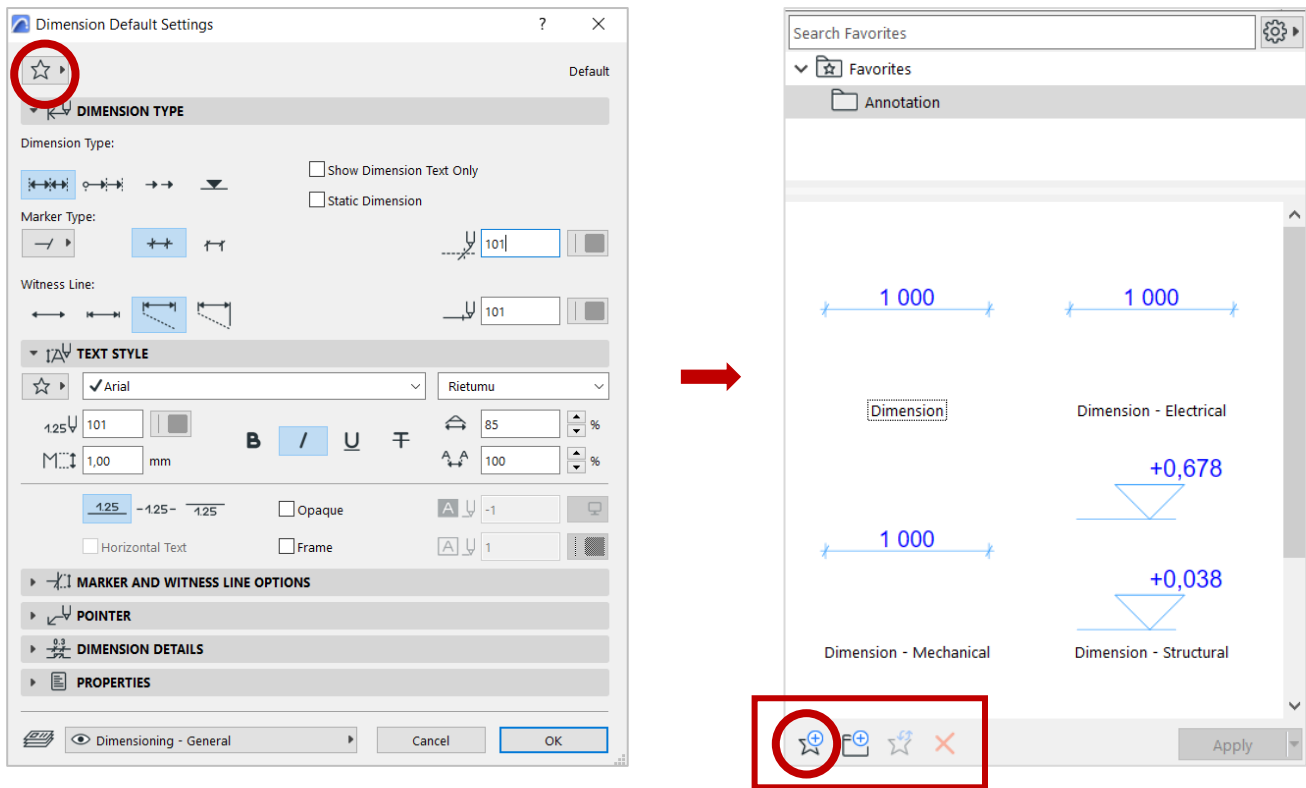 Dimension Default Settings
?
Default
DIMENSION TYPE
Dimension Type:
Show Dimension Text Only
Static Dimension
Marker Type:
101
Witness Line:
101
TEXT STYLE
Arial
Rietumu
1.25
101
B I U T
85
%
M
1,00
mm
A A
100
%
1.25 -1.25- 1.25
Opaque
A
-1
Horizontal Text
Frame
A
1
MARKER AND WITNESS LINE OPTIONS
POINTER
0.3
DIMENSION DETAILS
PROPERTIES
Dimensioning - General
Cancel
OK
Search Favorites
Favorites
Annotation
1 000
1 000
Dimension
Dimension - Electrical
+0,678
1 000
+0,038
Dimension - Mechanical
Dimension - Structural
Apply